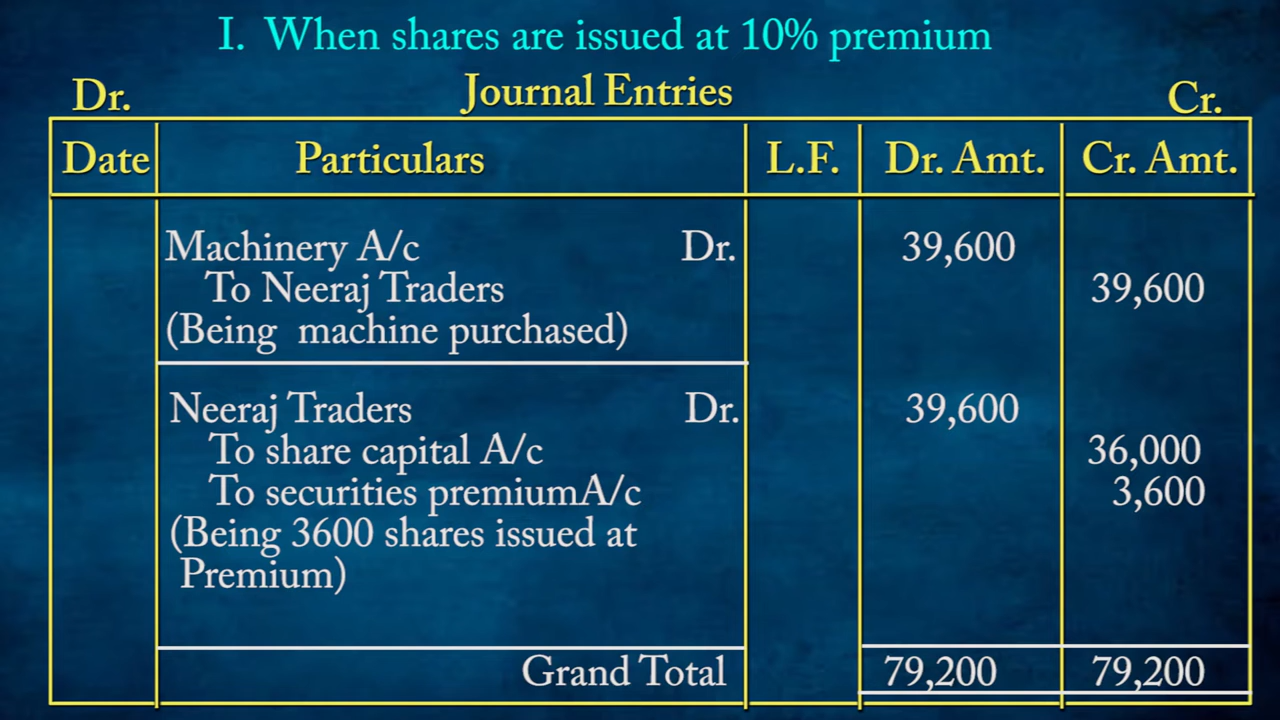 I. When shares are issued at 10% premium
Dr. Journal Entries Cr.
Date Particulars L.F. Dr. Amt. Cr. Amt.
Machinery A/c Dr. 39,600
To Neeraj Traders 39,600
(Being machine purchased)
Neeraj Traders Dr. 39,600
To share capital A/c 36,000
To securities premiumA/c 3,600
(Being 3600 shares issued at
Premium)
Grand Total 79,200 79,200